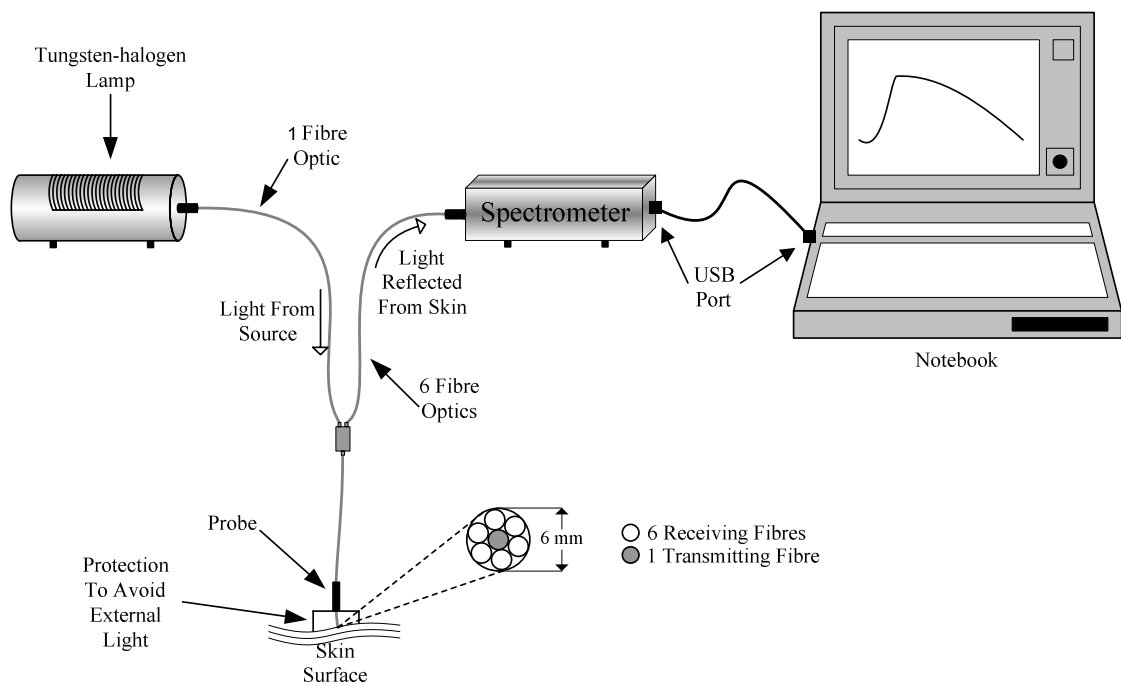 Tungsten-halogen
Lamp
1 Fibre
Optic
Spectrometer
Light
Reflected
From Skin
USB
Port
Light From
Source
Notebook
6 Fibre
Optics
Probe
6 mm
6 Receiving Fibres
1 Transmitting Fibre
Protection
To Avoid
External
Light
Skin
Surface